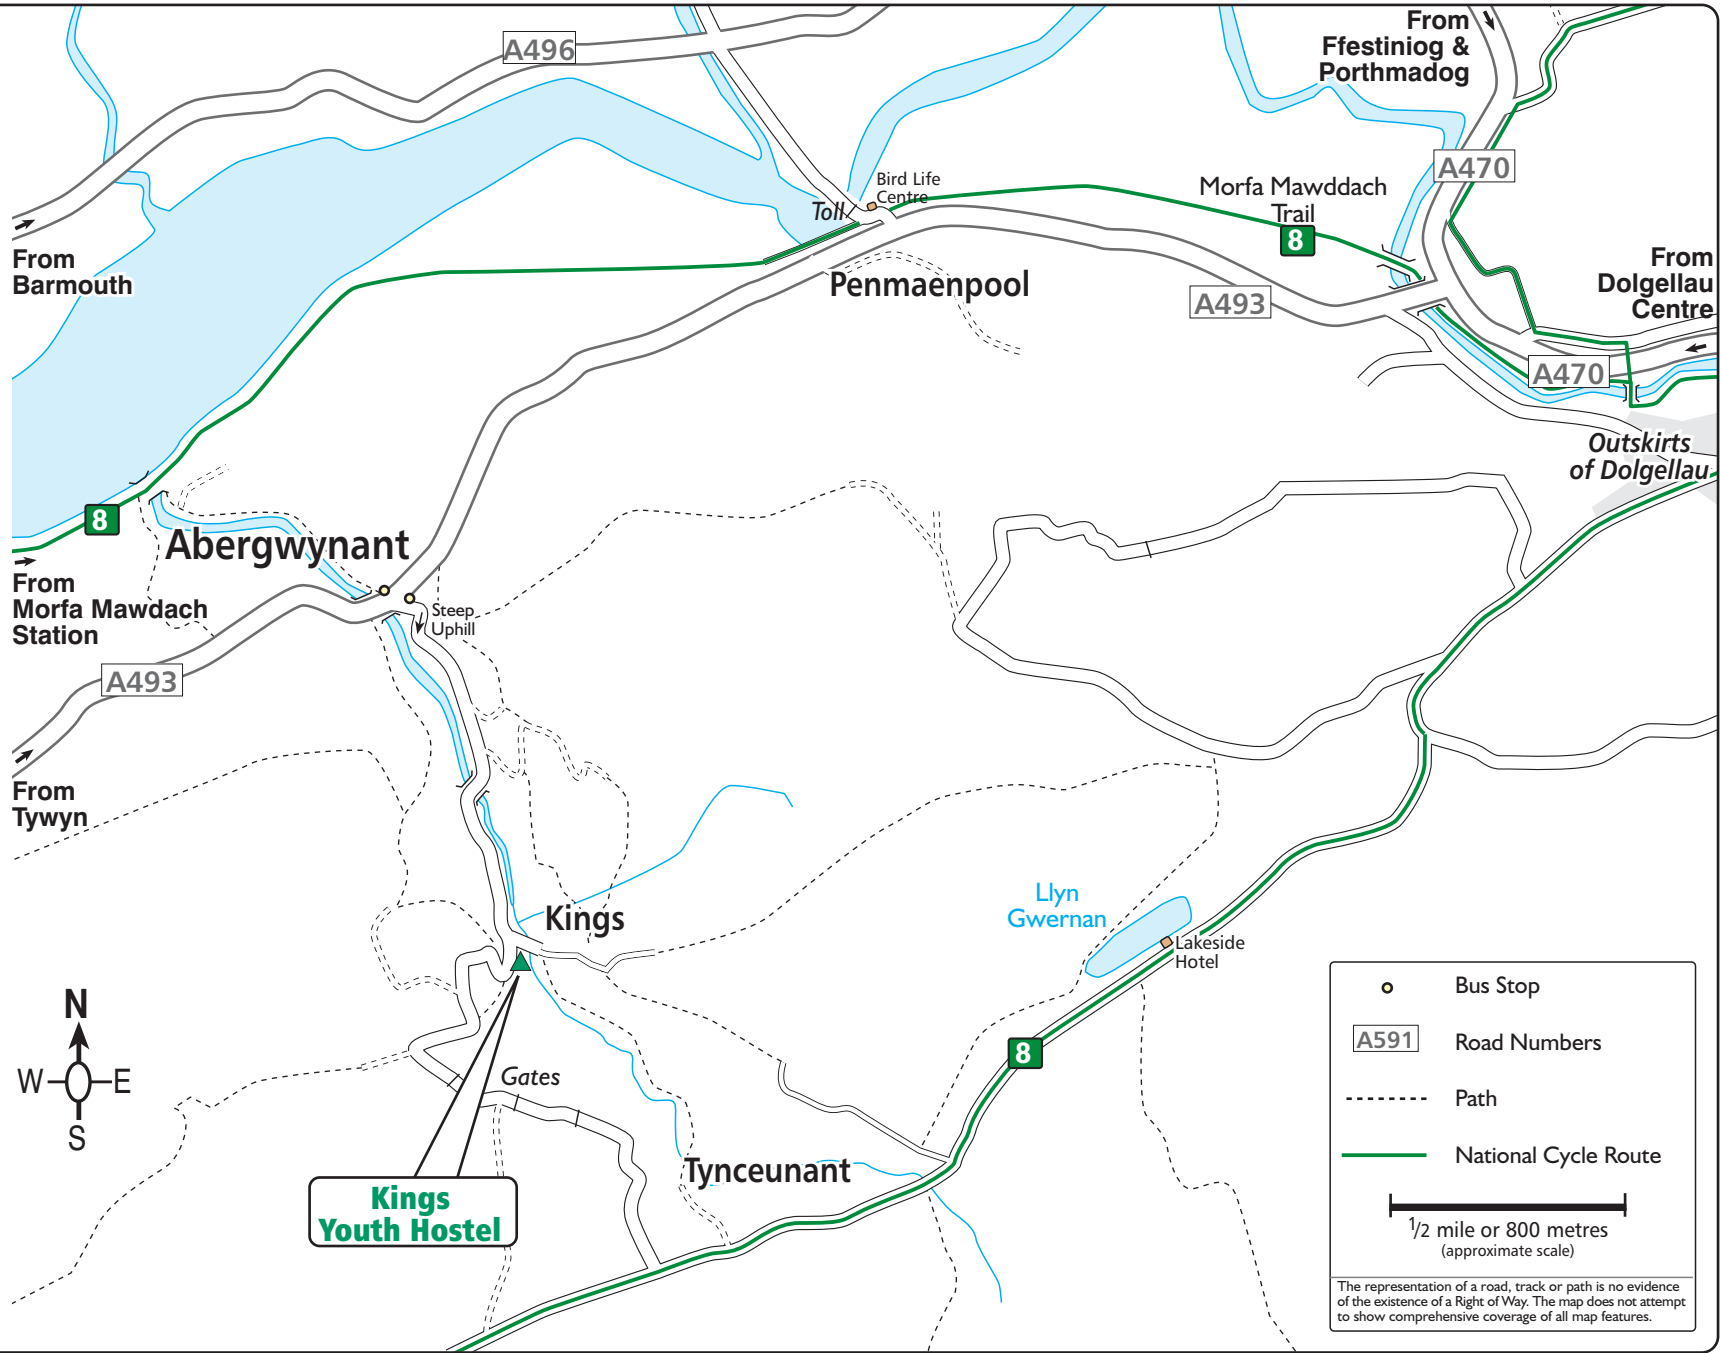 A496
From
Ffestiniog &
Porthmadog
A470
Bird Life
Centre
Toll
Morfa Mawddach
Trail
8
From
Barmouth
Penmaenpool
A493
From
Dolgellau
Centre
A470
Outskirts
of Dolgellau
8
Abergwynant
From
Morfa Mawdach
Station
Steep
Uphill
A493
From
Tywyn
Kings
Llyn
Gwernan
Lakeside
Hotel
N
W
E
S
8
Gates
Tynceunant
Kings
Youth Hostel
Bus Stop
A591
Road Numbers
Path
National Cycle Route
1/2 mile or 800 metres
(approximate scale)
The representation of a road, track or path is no evidence
of the existence of a Right of Way. The map does not attempt
to show comprehensive coverage of all map features.